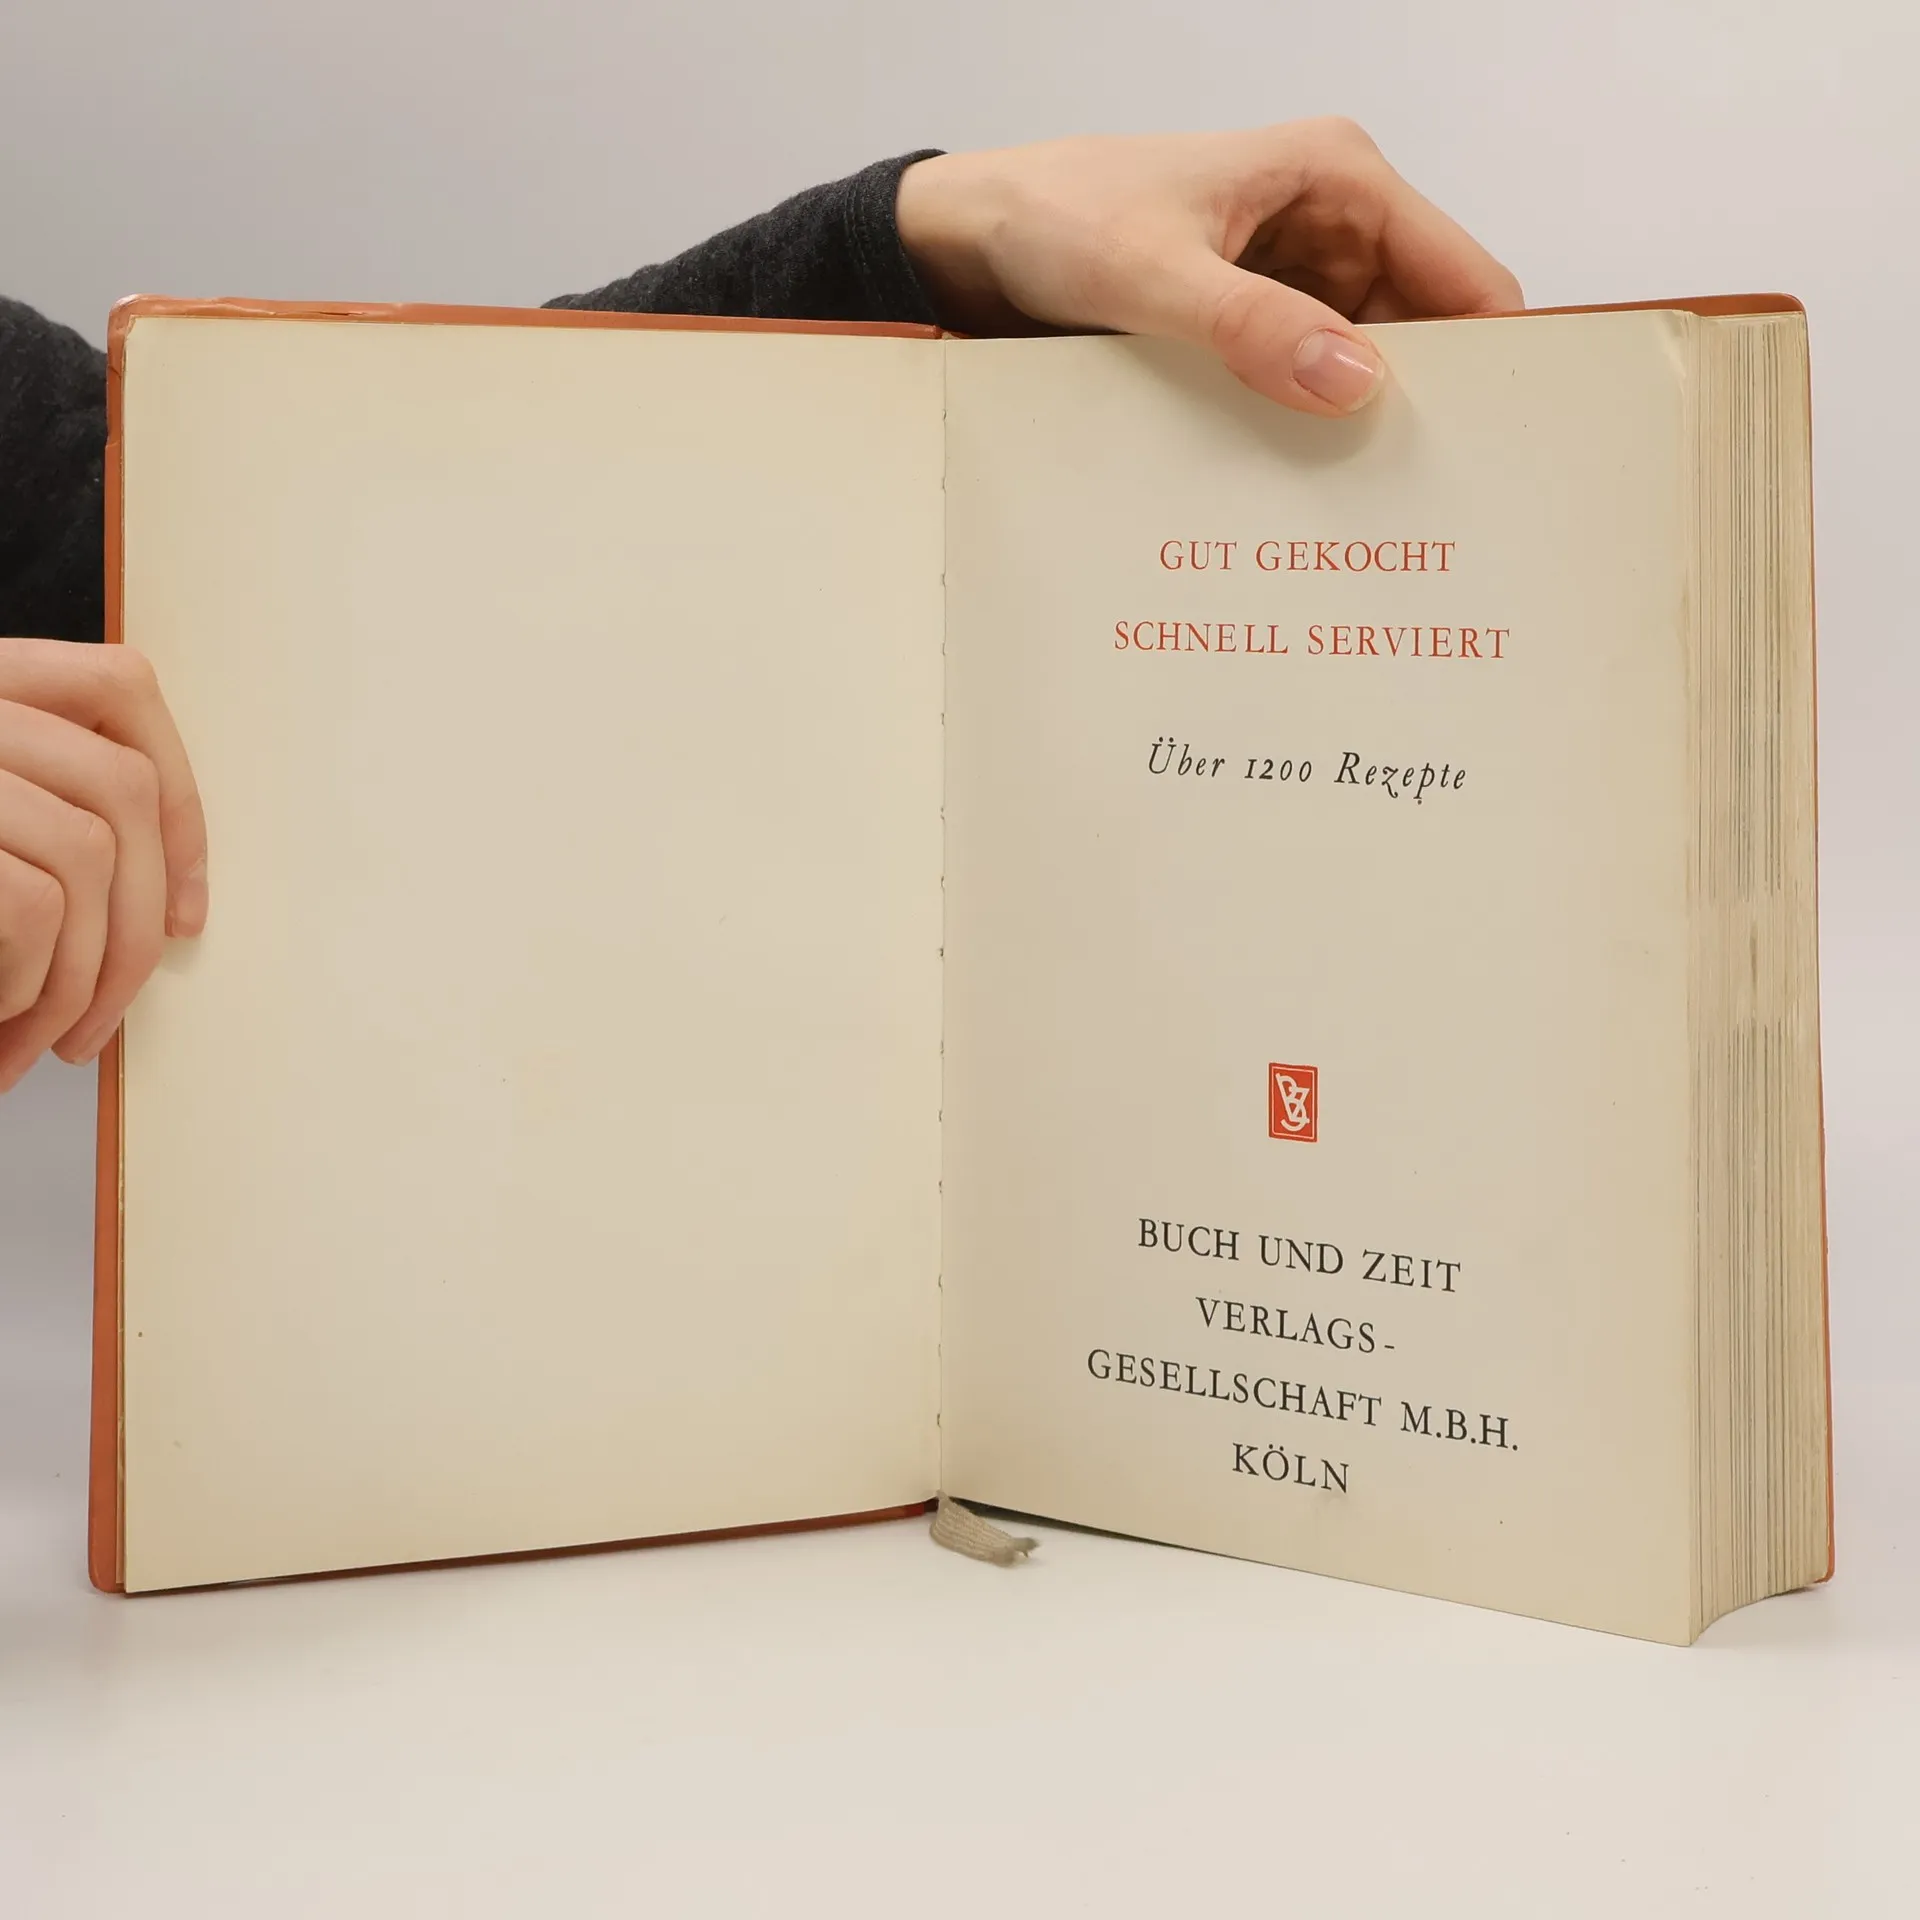 GUT GEKOCHT
SCHNELL SERVIERT
Über 1200 Rezepte
BUCH UND ZEIT
VERLAGS-
GESELLSCHAFT M.B.H.
KÖLN